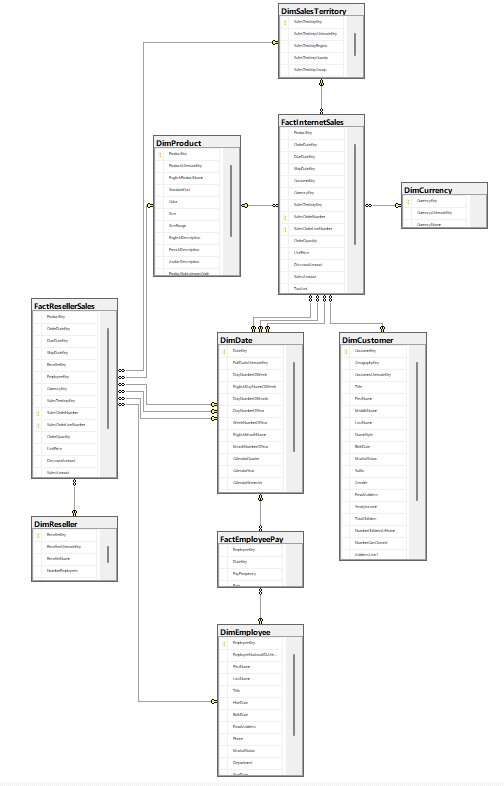 DimSalesTerritory
SalesTerritoryKey
SalesTerritoryAlternateKey
SalesTerritoryRegion
SalesTerritoryCountry
SalesTerritoryGroup
FactInternetSales
ProductKey
OrderDateKey
DueDateKey
ShipDateKey
CustomerKey
CurrencyKey
SalesTerritoryKey
SalesOrderNumber
SalesOrderLineNumber
OrderQuantity
UnitPrice
DiscountAmount
SalesAmount
TaxAmt
DimProduct
ProductKey
ProductAlternateKey
EnglishProductName
StandardCost
Color
Size
SizeRange
EnglishDescription
FrenchDescription
ArabicDescription
ProductSubcategoryCode
DimCurrency
CurrencyKey
CurrencyAlternateKey
CurrencyName
FactResellerSales
ProductKey
OrderDateKey
DueDateKey
ShipDateKey
ResellerKey
EmployeeKey
CurrencyKey
SalesTerritoryKey
SalesOrderNumber
SalesOrderLineNumber
OrderQuantity
UnitPrice
DiscountAmount
SalesAmount
DimDate
DateKey
FullDateAlternateKey
DayNumberOfWeek
EnglishDayNameOfWeek
DayNumberOfMonth
DayNumberOfYear
WeekNumberOfYear
EnglishMonthName
MonthNumberOfYear
CalendarQuarter
CalendarYear
CalendarSemester
DimCustomer
CustomerKey
GeographyKey
CustomerAlternateKey
Title
FirstName
MiddleName
LastName
NameStyle
BirthDate
MaritalStatus
Suffix
Gender
EmailAddress
YearlyIncome
TotalChildren
NumberChildrenAtHome
NumberCarsOwned
AddressLine1
DimReseller
ResellerKey
ResellerAlternateKey
ResellerName
NumberEmployees
FactEmployeePay
EmployeeKey
DateKey
PayFrequency
DimEmployee
EmployeeKey
EmployeeNationalIDAlte...
FirstName
LastName
Title
HireDate
BirthDate
EmailAddress
Phone
MaritalStatus
Department